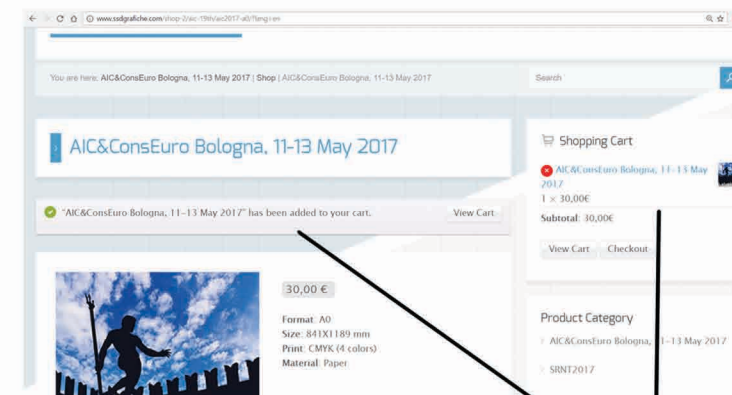 www.ssdgrafiche.com/shop-2/aic-19th/aic2017-a0/?lang=en
You are here: AIC&ConsEuro Bologna, 11-13 May 2017 | Shop | AIC&ConsEuro Bologna, 11-13 May 2017
Search
AIC&ConsEuro Bologna, 11-13 May 2017
"AIC&ConsEuro Bologna, 11–13 May 2017" has been added to your cart.
View Cart
30,00 €
Format: A0
Size: 841X1189 mm
Print: CMYK (4 colors)
Material: Paper
Shopping Cart
AIC&ConsEuro Bologna, 11–13 May
2017
1 × 30,00€
Subtotal: 30,00€
View Cart Checkout
Product Category
AIC&ConsEuro Bologna, 11–13 May 2017
SRNT2017